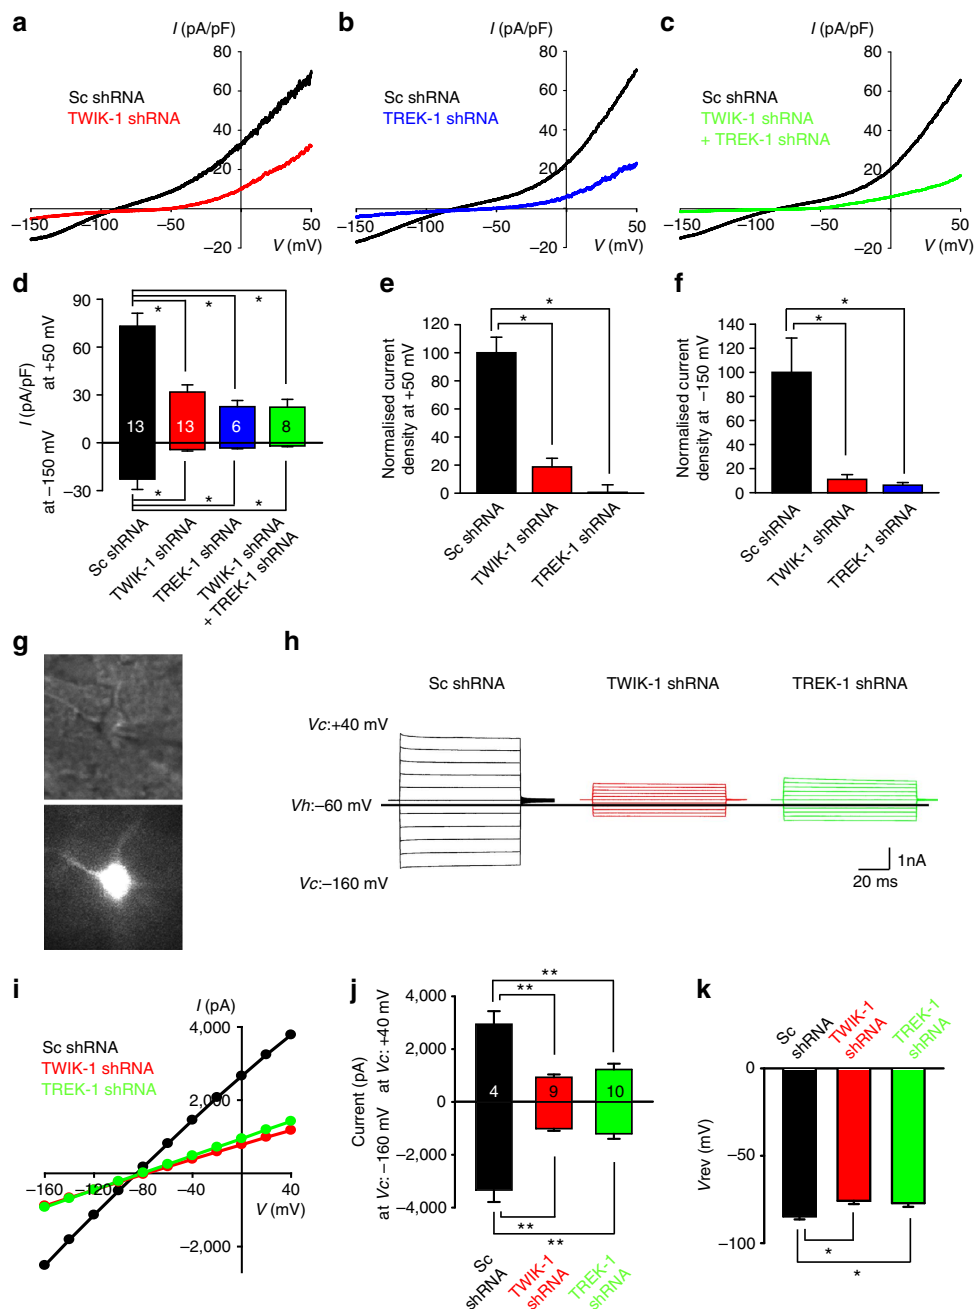 a
I (pA/pF)
80
60
40
20
−20
−150
−100
−50
50
V (mV)
Sc shRNA
TWIK-1 shRNA
b
I (pA/pF)
80
60
40
20
−20
−150
−100
−50
0
50
V (mV)
Sc shRNA
TREK-1 shRNA
c
I (pA/pF)
80
60
40
20
−20
−150
−100
−50
0
50
V (mV)
Sc shRNA
TWIK-1 shRNA
+ TREK-1 shRNA
d
I (pA/pF)
at −150 mV at +50 mV
90
60
30
0
−30
* * *
13 13 6 8
* * *
Sc shRNA
TWIK-1 shRNA
TREK-1 shRNA
TWIK-1 shRNA
+ TREK-1 shRNA
e
Normalised current
density at +50 mV
120
100
80
60
40
20
0
*
*
Sc shRNA
TWIK-1 shRNA
TREK-1 shRNA
f
Normalised current
density at −150 mV
140
120
100
80
60
40
20
0
*
*
Sc shRNA
TWIK-1 shRNA
TREK-1 shRNA
g
h
Sc shRNA
TWIK-1 shRNA
TREK-1 shRNA
Vc:+40 mV
Vh:−60 mV
Vc:−160 mV
1nA
20 ms
i
I (pA)
4,000
2,000
−2,000
−160
−120
−80
−40
0
40
V (mV)
Sc shRNA
TWIK-1 shRNA
TREK-1 shRNA
j
Current (pA)
at Vc: −160 mV at Vc: +40 mV
4,000
2,000
0
−2,000
−4,000
**
**
4 9 10
**
**
Sc
shRNA
TWIK-1
shRNA
TREK-1
shRNA
k
Sc
shRNA
TWIK-1
shRNA
TREK-1
shRNA
Vrev (mV)
0
−50
−100
*
*